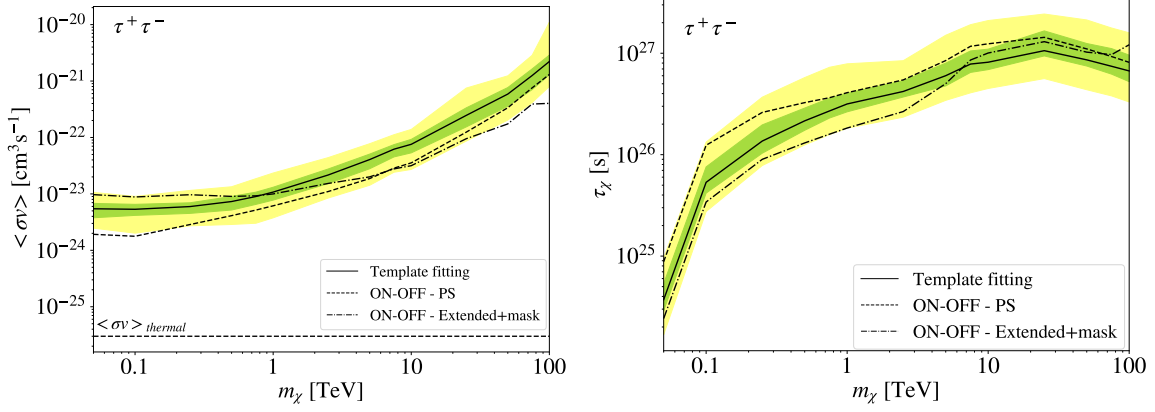 τ⁺τ⁻
10⁻²⁰
10⁻²¹
10⁻²²
10⁻²³
10⁻²⁴
10⁻²⁵
<σv> [cm³s⁻¹]
Template fitting
ON-OFF - PS
ON-OFF - Extended+mask
<σv>thermal
0.1 1 10 100
mχ [TeV]
τ⁺τ⁻
10²⁷
10²⁶
10²⁵
τχ [s]
Template fitting
ON-OFF - PS
ON-OFF - Extended+mask
0.1 1 10 100
mχ [TeV]